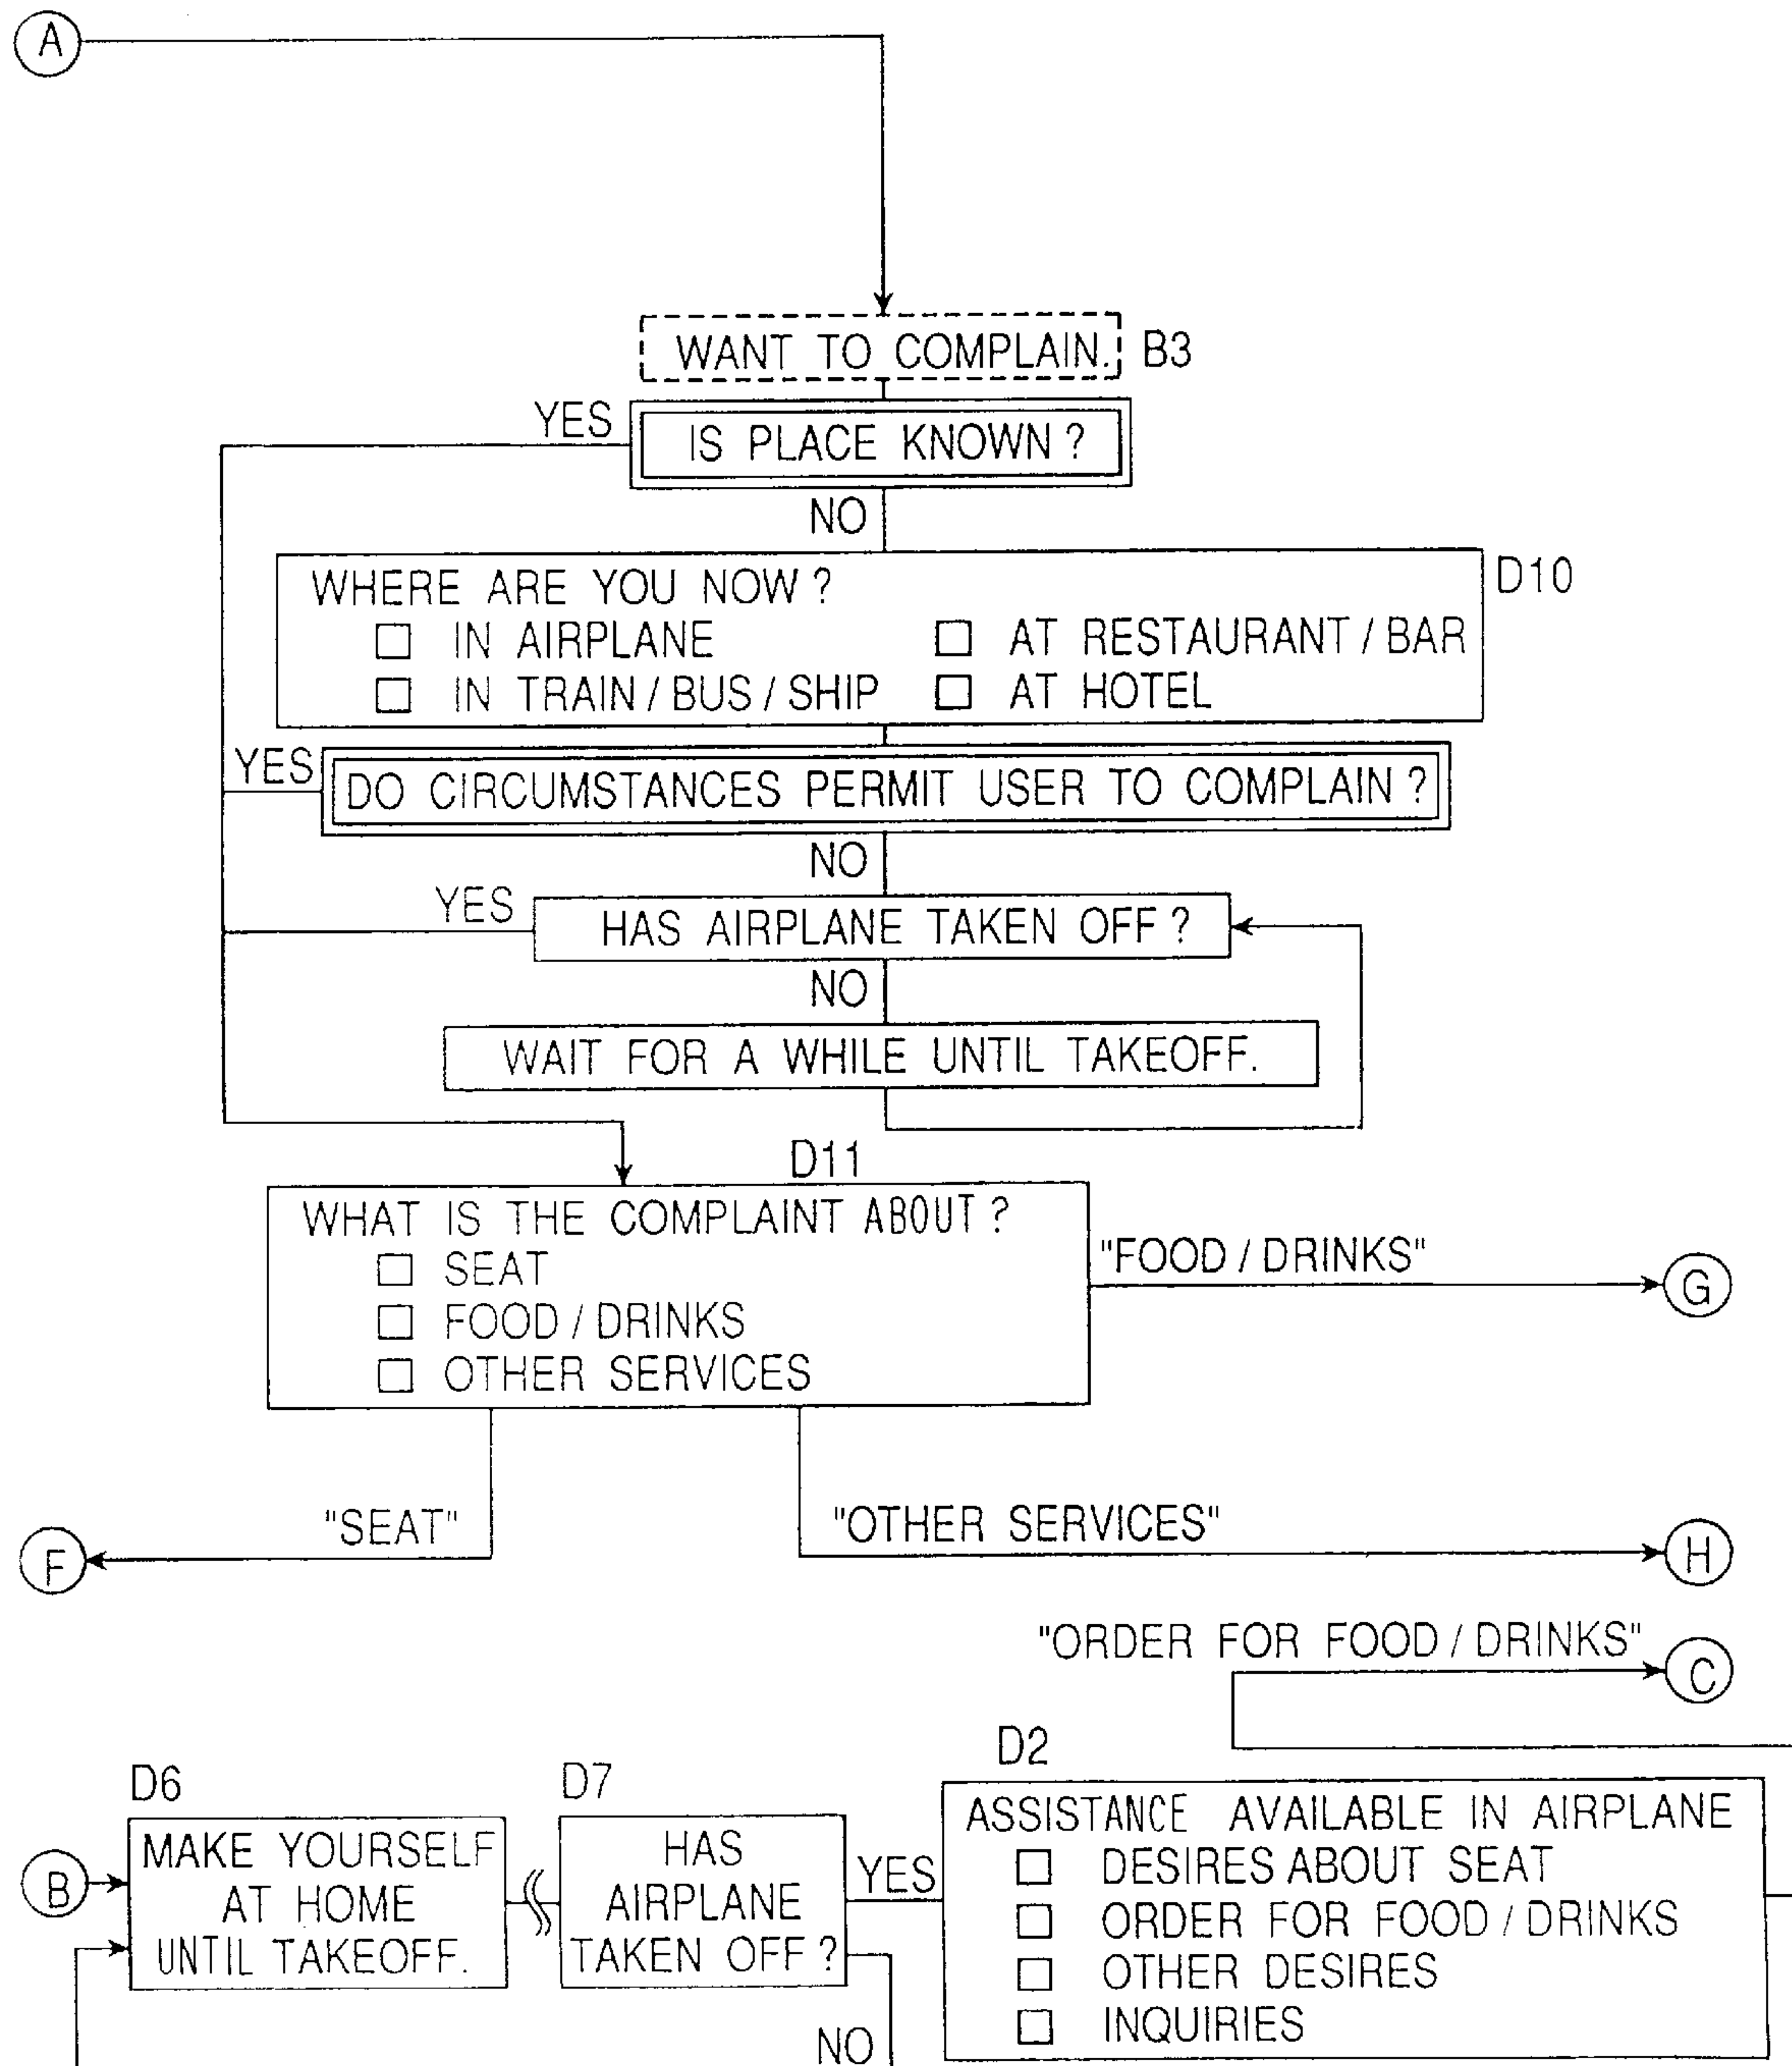 A
WANT TO COMPLAIN. B3
YES
IS PLACE KNOWN ?
NO
D10
WHERE ARE YOU NOW ?
□ IN AIRPLANE □ AT RESTAURANT / BAR
□ IN TRAIN / BUS / SHIP □ AT HOTEL
YES
DO CIRCUMSTANCES PERMIT USER TO COMPLAIN ?
NO
YES
HAS AIRPLANE TAKEN OFF ?
NO
WAIT FOR A WHILE UNTIL TAKEOFF.
D11
WHAT IS THE COMPLAINT ABOUT ?
□ SEAT
□ FOOD / DRINKS
□ OTHER SERVICES
"FOOD / DRINKS"
G
"SEAT"
F
"OTHER SERVICES"
H
"ORDER FOR FOOD / DRINKS"
C
D6
B
MAKE YOURSELF
AT HOME
UNTIL TAKEOFF.
D7
HAS
AIRPLANE
TAKEN OFF ?
YES
NO
D2
ASSISTANCE AVAILABLE IN AIRPLANE
□ DESIRES ABOUT SEAT
□ ORDER FOR FOOD / DRINKS
□ OTHER DESIRES
□ INQUIRIES